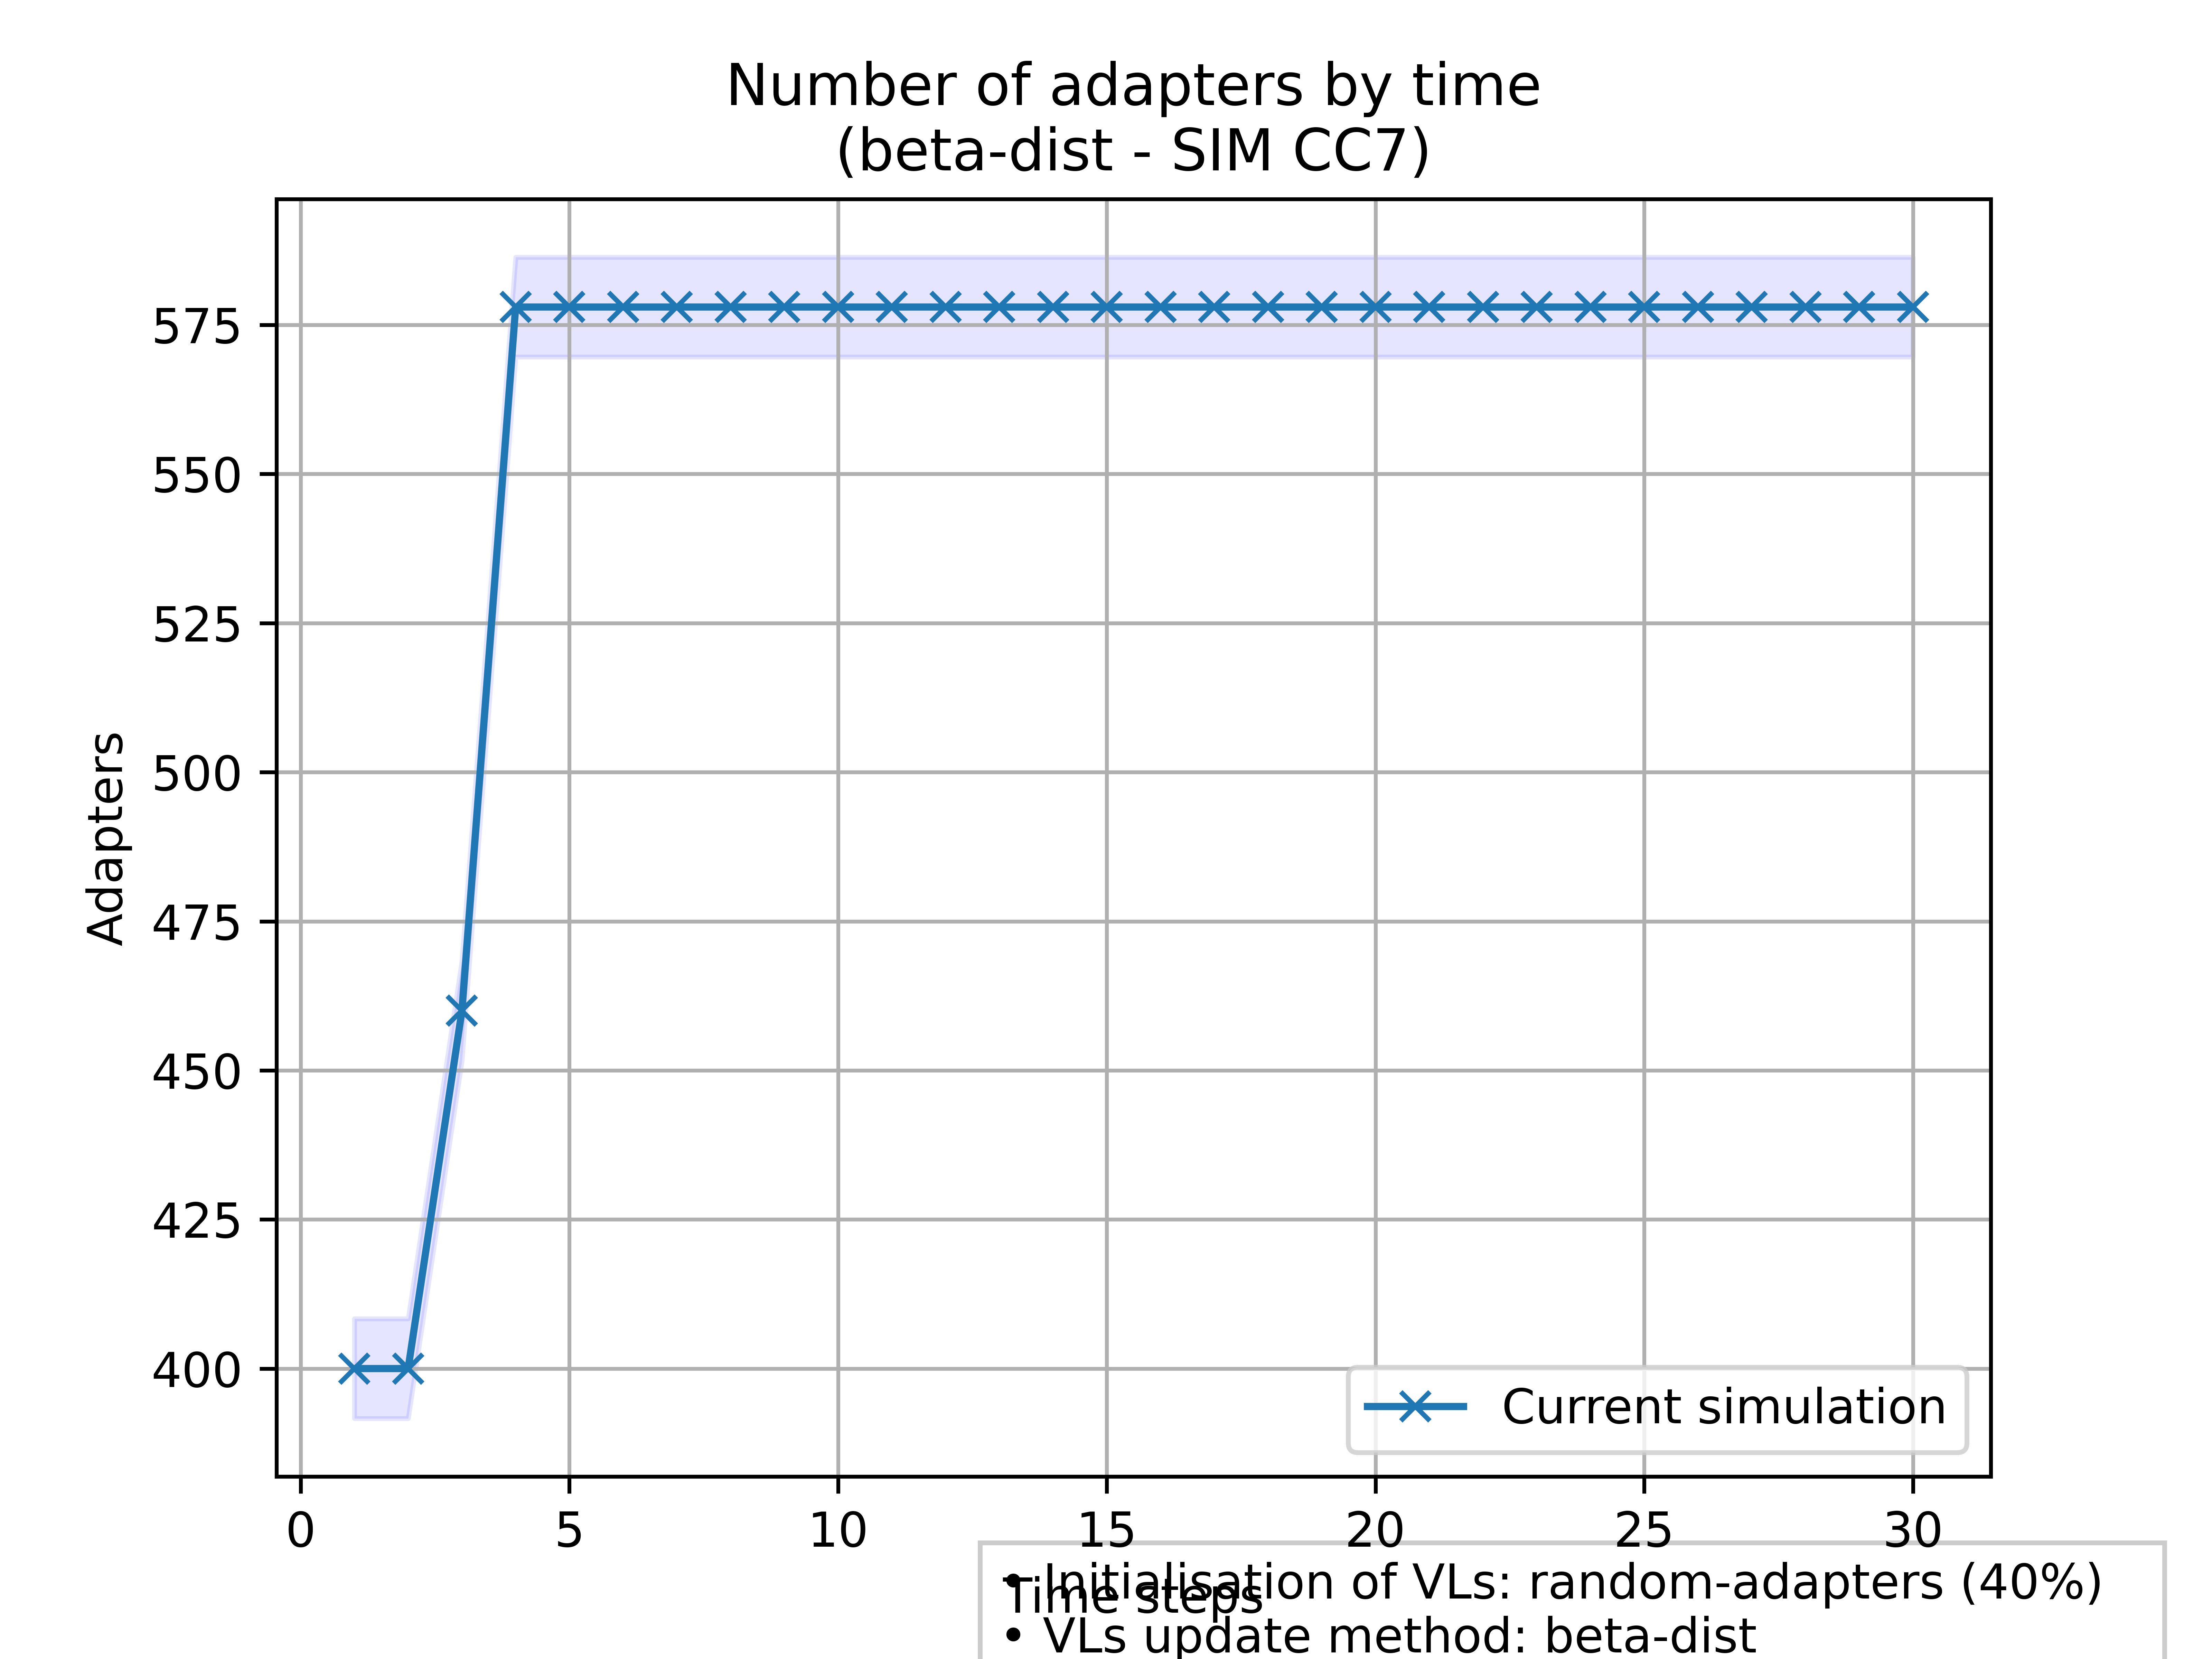 Number of adapters by time
(beta-dist - SIM CC7)
Adapters
575
550
525
500
475
450
425
400
Current simulation
0 5 10 15 20 25 30
Time steps
• Initialisation of VLs: random-adapters (40%)
• VLs update method: beta-dist